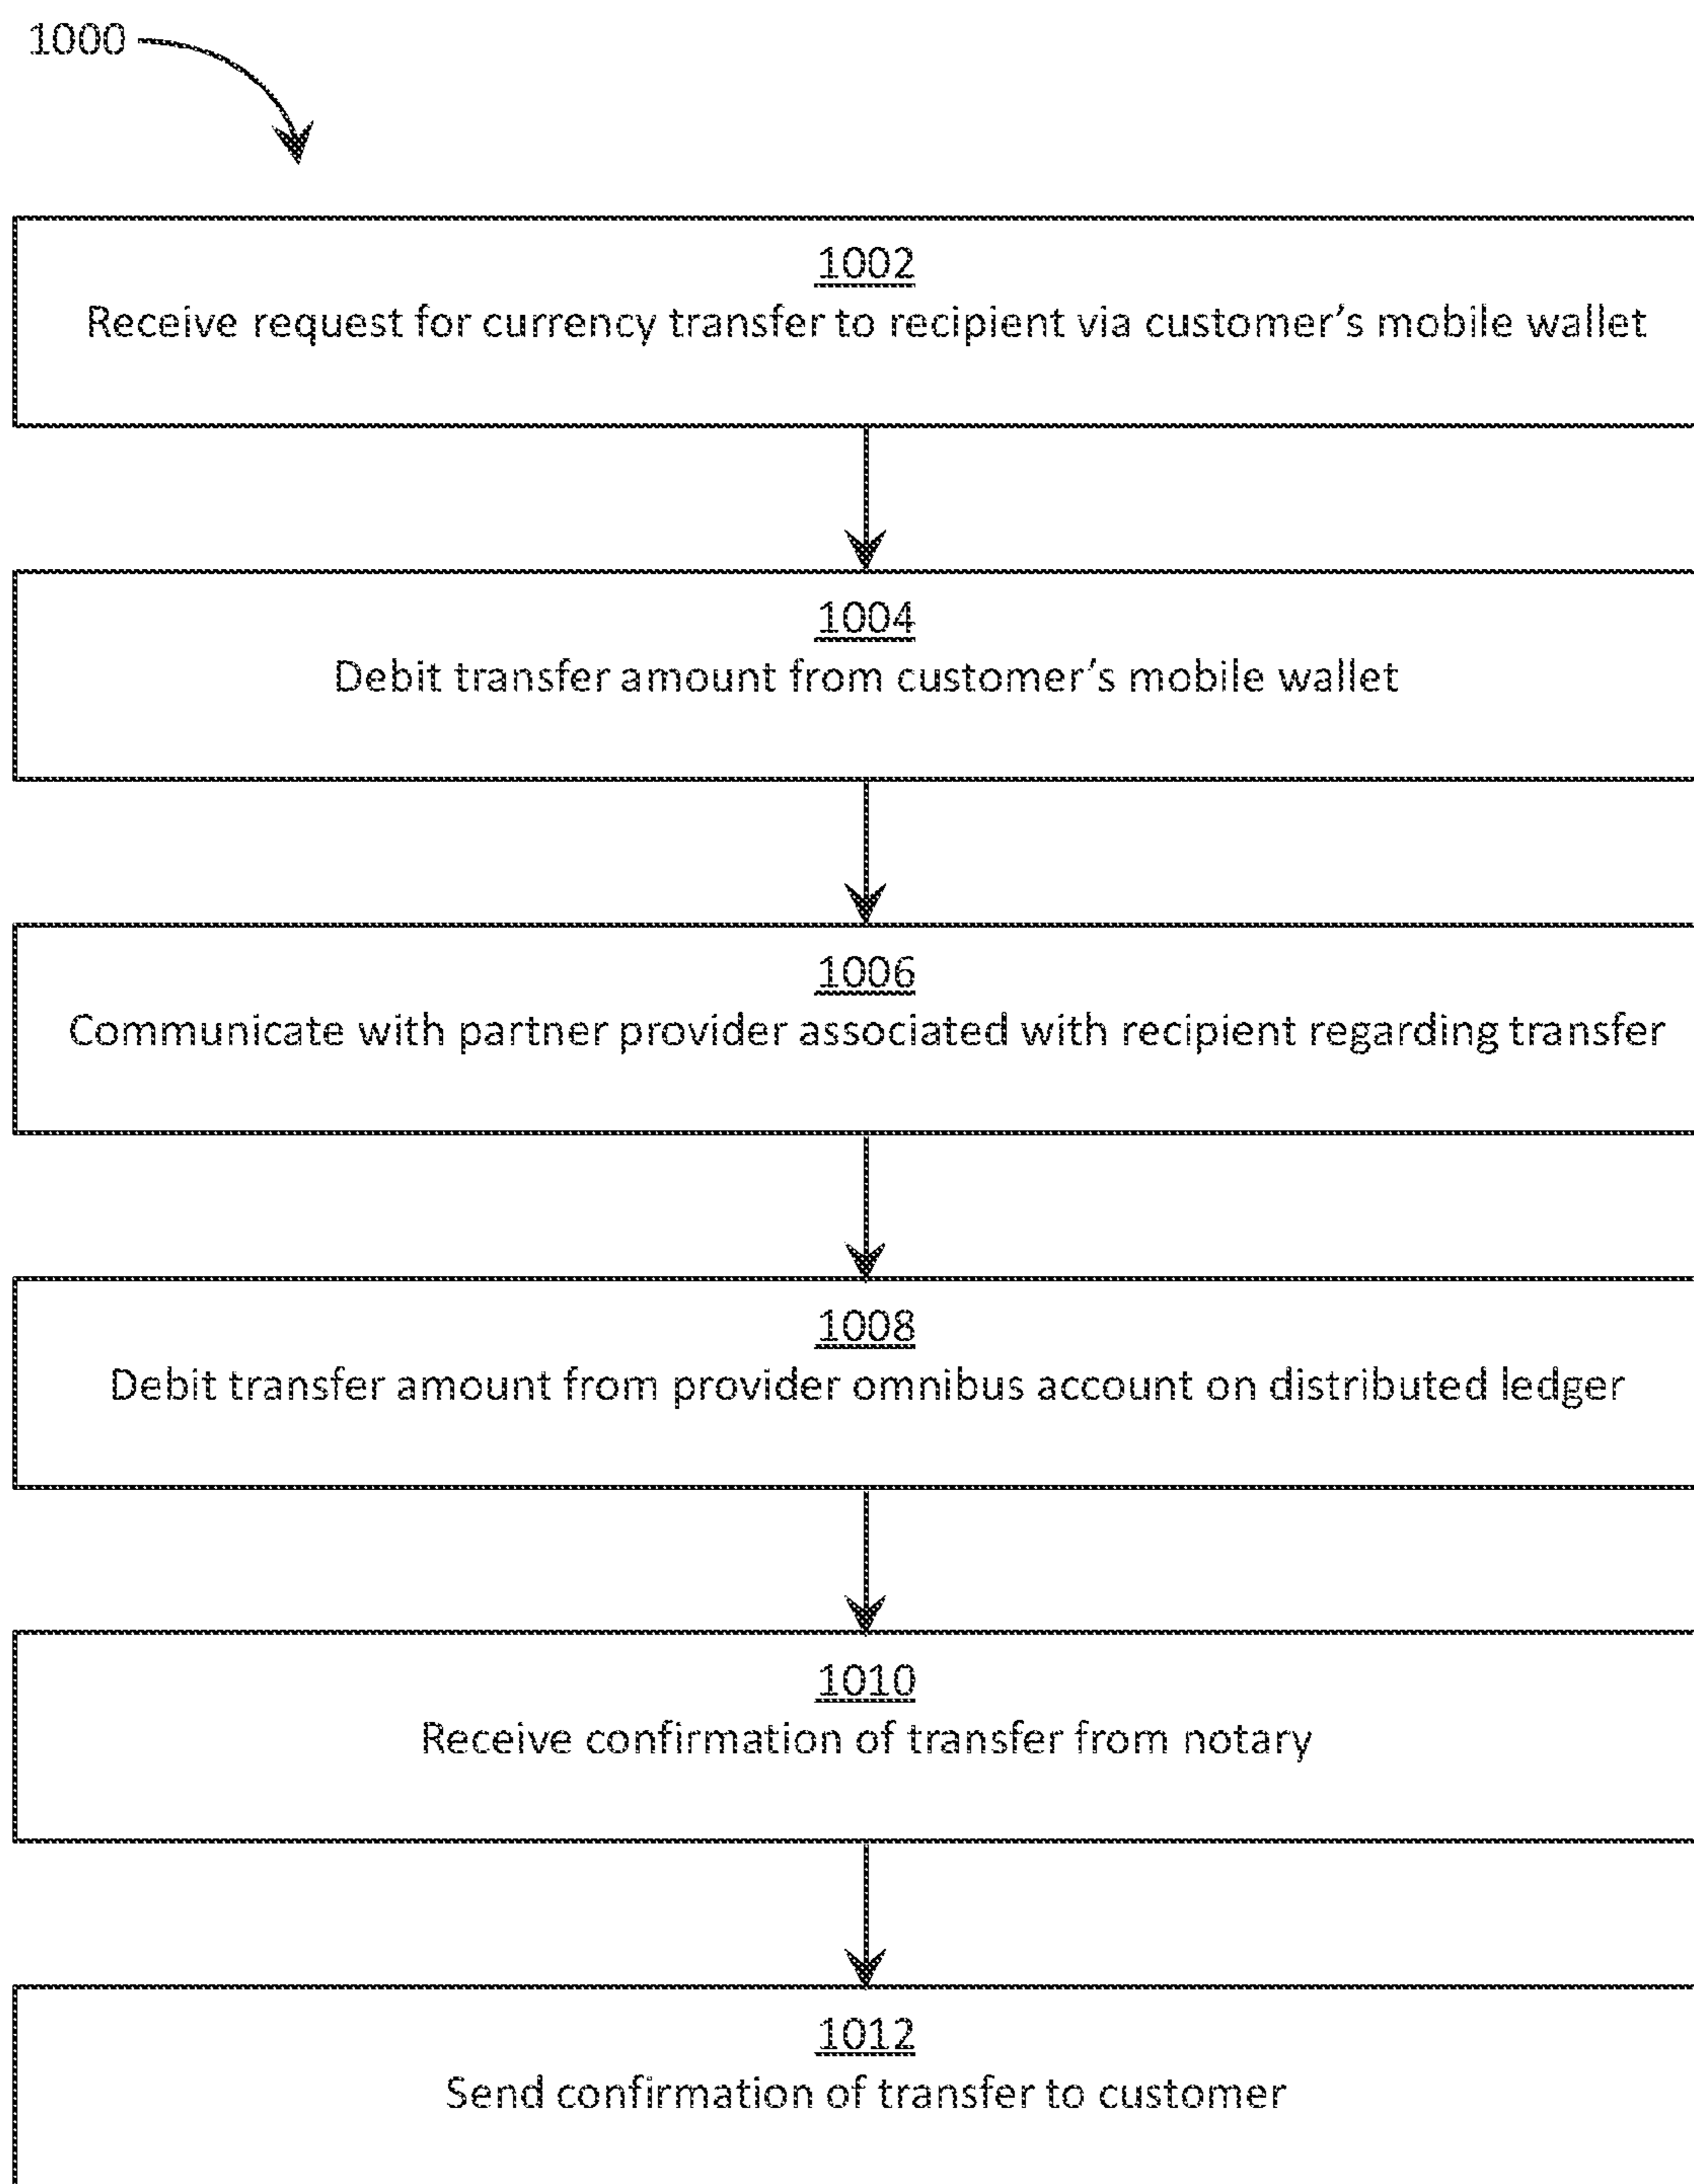 1000
1002
Receive request for currency transfer to recipient via customer's mobile wallet
1004
Debit transfer amount from customer's mobile wallet
1006
Communicate with partner provider associated with recipient regarding transfer
1008
Debit transfer amount from provider omnibus account on distributed ledger
1010
Receive confirmation of transfer from notary
1012
Send confirmation of transfer to customer